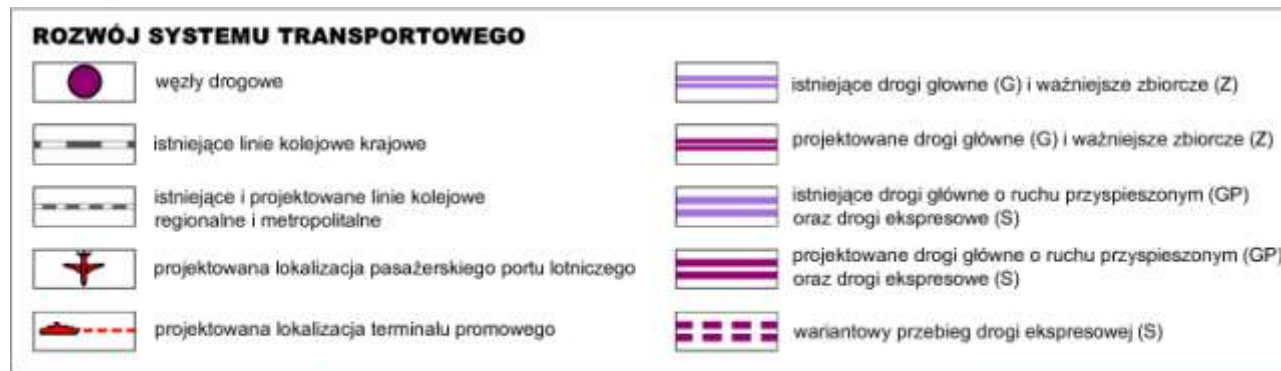 ROZWÓJ SYSTEMU TRANSPORTOWEGO
węzły drogowe
istniejące linie kolejowe krajowe
istniejące i projektowane linie kolejowe
regionalne i metropolitalne
projektowana lokalizacja pasażerskiego portu lotniczego
projektowana lokalizacja terminalu promowego
istniejące drogi głowne (G) i ważniejsze zbiorcze (Z)
projektowane drogi główne (G) i ważniejsze zbiorcze (Z)
istniejące drogi główne o ruchu przyspieszonym (GP)
oraz drogi ekspresowe (S)
projektowane drogi główne o ruchu przyspieszonym (GP)
oraz drogi ekspresowe (S)
wariantowy przebieg drogi ekspresowej (S)